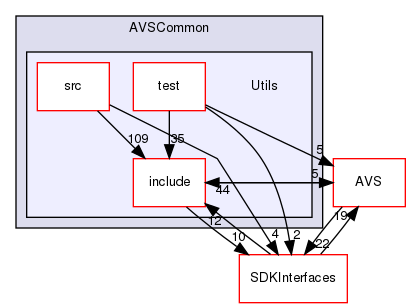 AVSCommon
src
test
Utils
109
35
5
include
44
5
AVS
12
10
4
2
19
22
SDKInterfaces